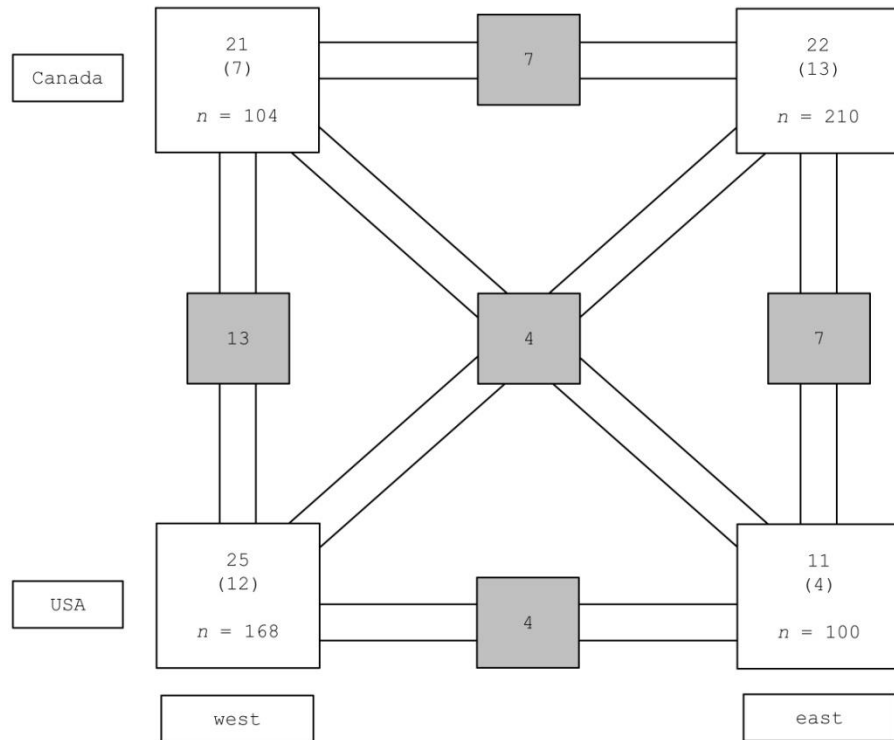 21
(7)
n = 104
7
22
(13)
n = 210
Canada
13
4
7
25
(12)
n = 168
4
11
(4)
n = 100
USA
west
east